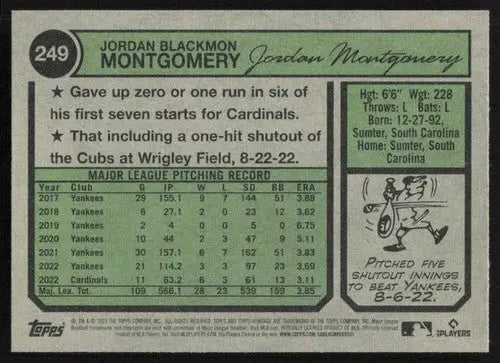 249
JORDAN BLACKMON
MONTGOMERY
Jordan Montgomery
★ Gave up zero or one run in six of
his first seven starts for Cardinals.
★ That including a one-hit shutout of
the Cubs at Wrigley Field, 8-22-22.
Hgt: 6'6" Wgt: 228
Throws: L Bats: L
Born: 12-27-92,
Sumter, South Carolina
Home: Sumter, South
Carolina
MAJOR LEAGUE PITCHING RECORD
Year Club G IP W L SO BB ERA
2017 Yankees 29 155.1 9 7 144 51 3.88
2018 Yankees 6 27.1 2 0 23 12 3.62
2019 Yankees 2 4 0 0 5 0 6.75
2020 Yankees 10 44 2 3 47 9 5.11
2021 Yankees 30 157.1 6 7 162 51 3.83
2022 Yankees 21 114.2 3 3 97 23 3.69
2022 Cardinals 11 63.2 6 3 61 13 3.11
Maj. Lea. Tot. 109 566.1 28 23 539 159 3.85
PITCHED FIVE
SHUTOUT INNINGS
TO BEAT YANKEES,
8-6-22.
TOPPS
PLAYERS